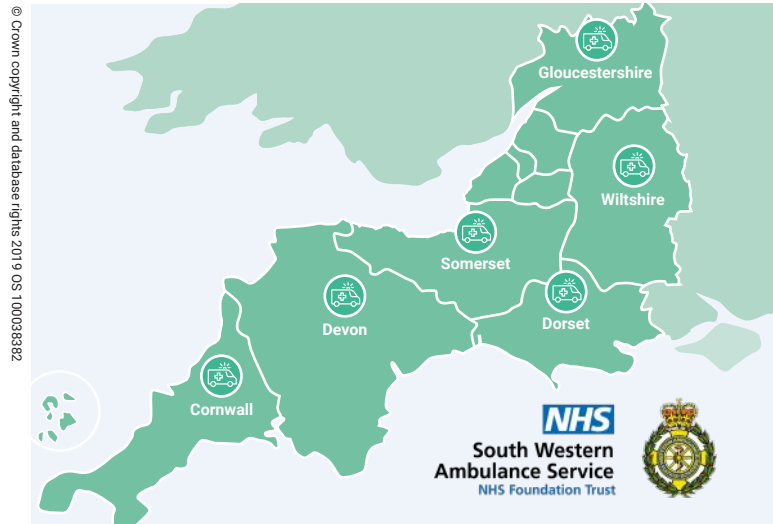 © Crown copyright and database rights 2019 OS 100038382
Gloucestershire
Wiltshire
Somerset
Devon
Dorset
Cornwall
NHS
South Western
Ambulance Service
NHS Foundation Trust